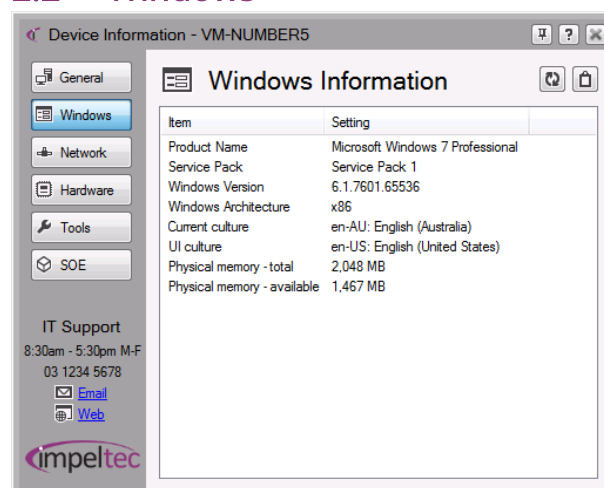 Device Information - VM-NUMBER5
General
Windows
Network
Hardware
Tools
SOE
IT Support
8:30am - 5:30pm M-F
03 1234 5678
Email
Web
impeltec
Windows Information
Item Setting
Product Name Microsoft Windows 7 Professional
Service Pack Service Pack 1
Windows Version 6.1.7601.65536
Windows Architecture x86
Current culture en-AU: English (Australia)
UI culture en-US: English (United States)
Physical memory - total 2,048 MB
Physical memory - available 1,467 MB